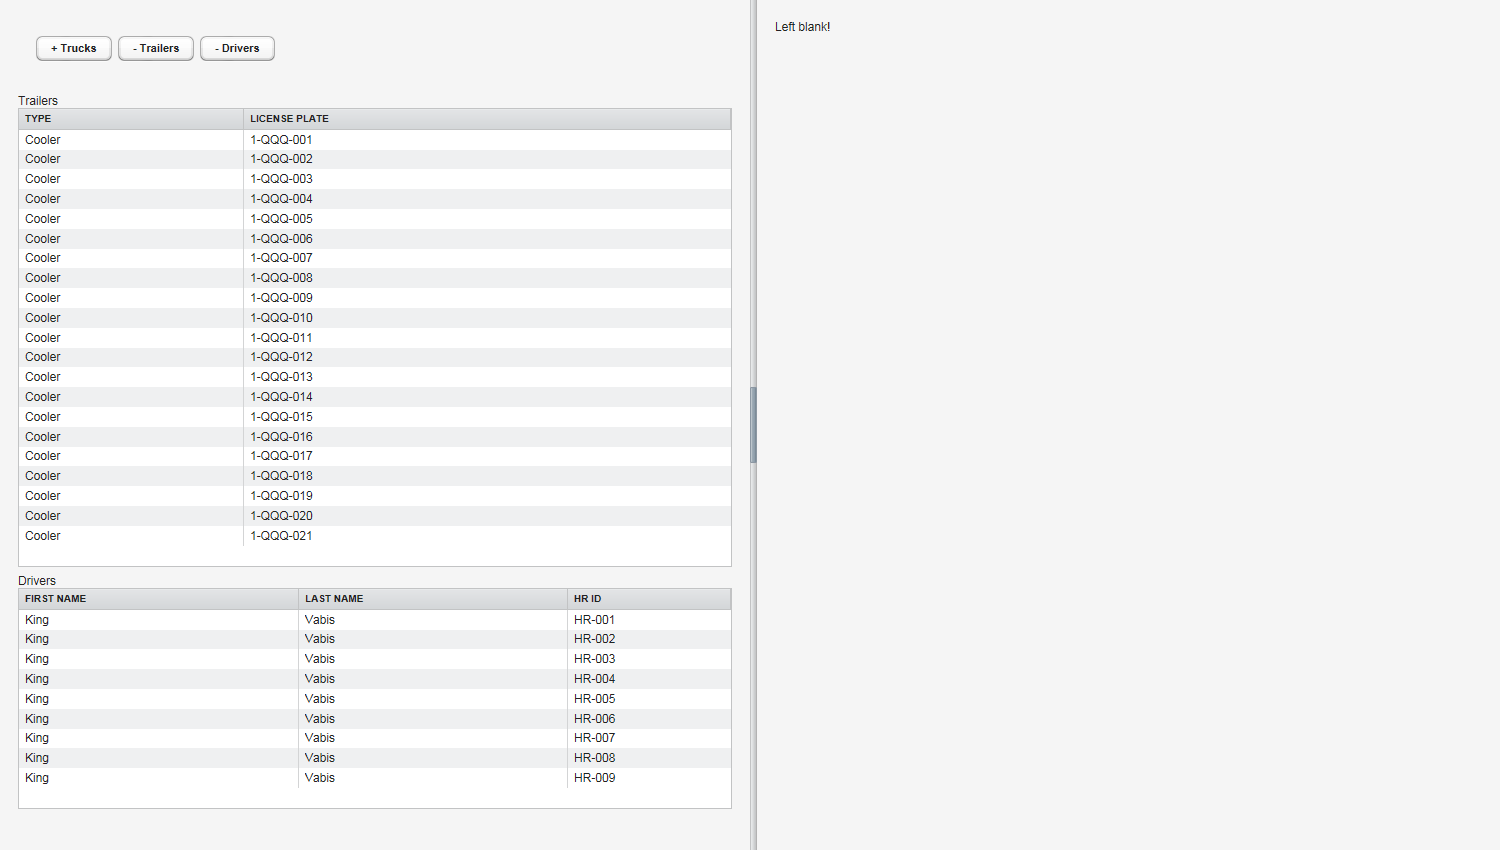 + Trucks - Trailers - Drivers
Left blank!
Trailers
TYPE LICENSE PLATE
Cooler 1-QQQ-001
Cooler 1-QQQ-002
Cooler 1-QQQ-003
Cooler 1-QQQ-004
Cooler 1-QQQ-005
Cooler 1-QQQ-006
Cooler 1-QQQ-007
Cooler 1-QQQ-008
Cooler 1-QQQ-009
Cooler 1-QQQ-010
Cooler 1-QQQ-011
Cooler 1-QQQ-012
Cooler 1-QQQ-013
Cooler 1-QQQ-014
Cooler 1-QQQ-015
Cooler 1-QQQ-016
Cooler 1-QQQ-017
Cooler 1-QQQ-018
Cooler 1-QQQ-019
Cooler 1-QQQ-020
Cooler 1-QQQ-021
Drivers
FIRST NAME LAST NAME HR ID
King Vabis HR-001
King Vabis HR-002
King Vabis HR-003
King Vabis HR-004
King Vabis HR-005
King Vabis HR-006
King Vabis HR-007
King Vabis HR-008
King Vabis HR-009